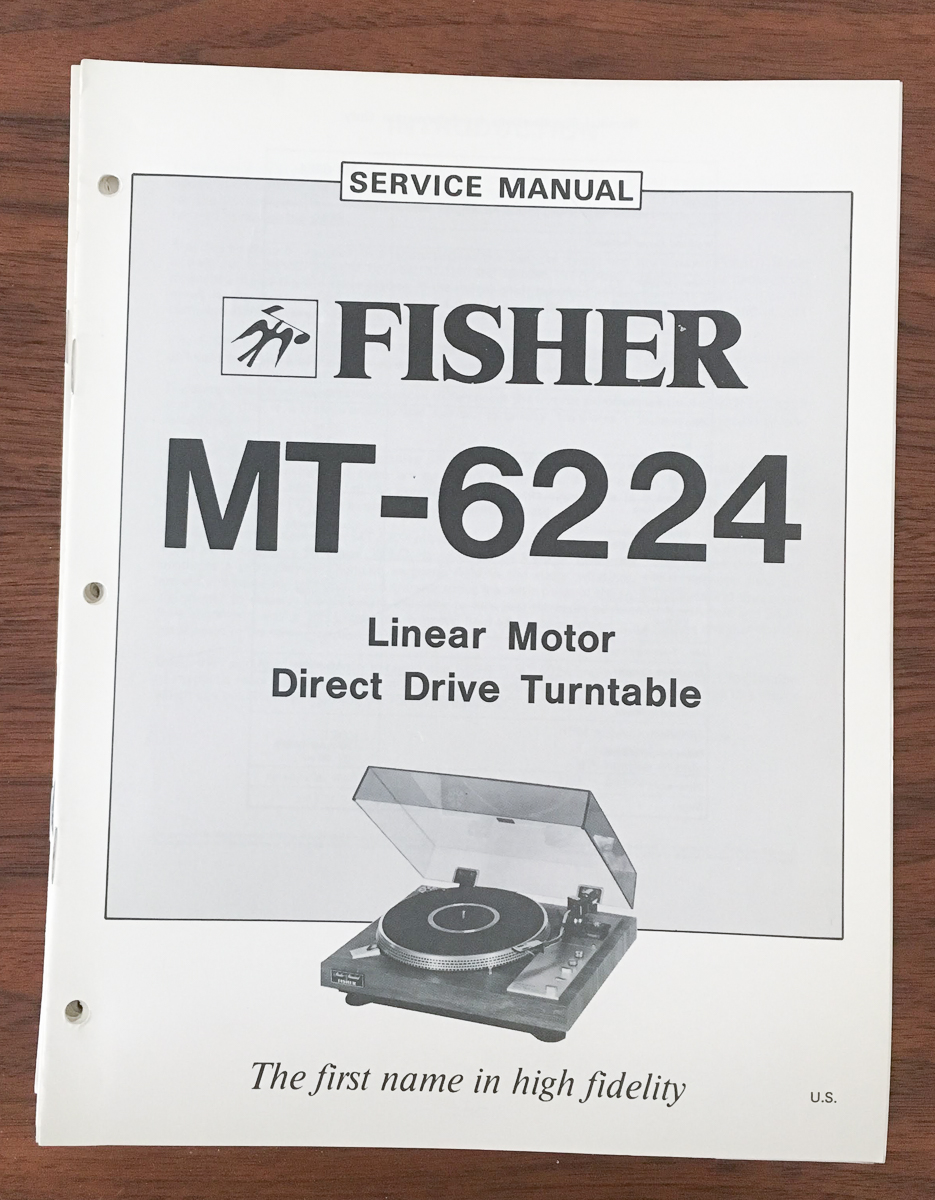 SERVICE MANUAL
FISHER
MT-6224
Linear Motor
Direct Drive Turntable
The first name in high fidelity
U.S.